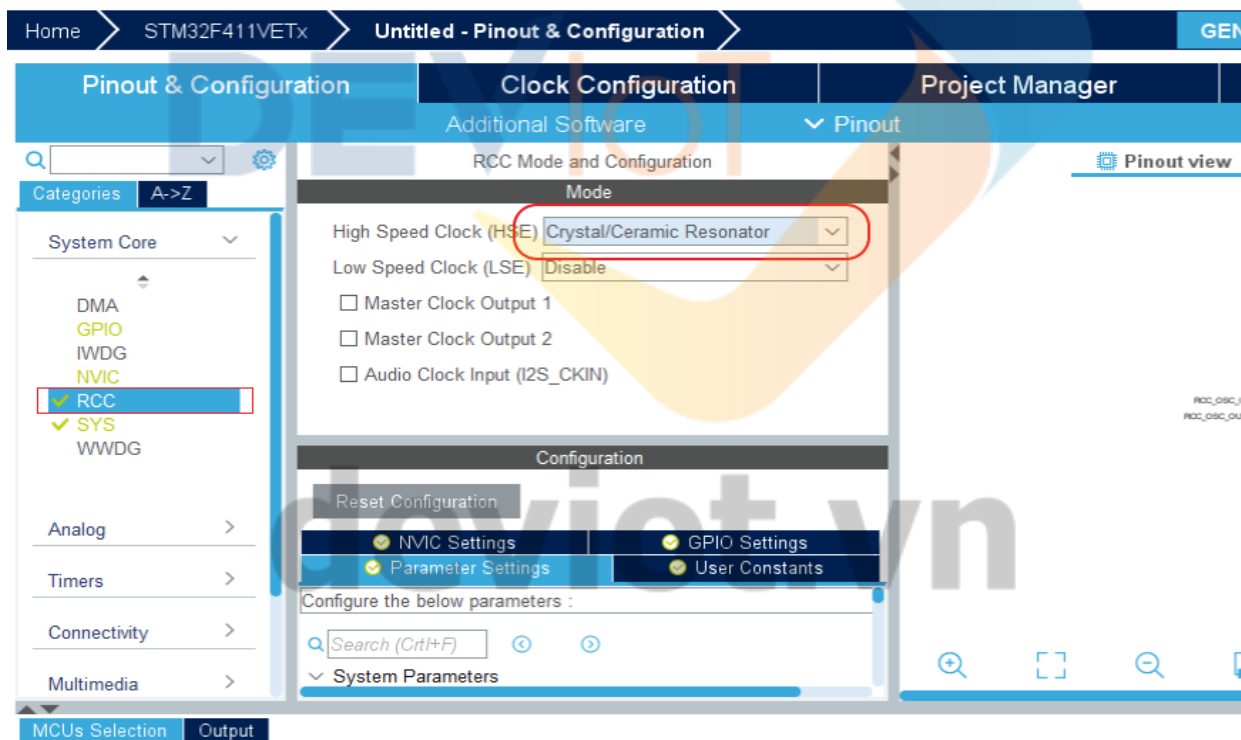 Home STM32F411VETx Untitled - Pinout & Configuration GEN
Pinout & Configuration Clock Configuration Project Manager
Additional Software Pinout
DEVIoT
RCC Mode and Configuration
Pinout view
Categories A->Z
Mode
System Core
High Speed Clock (HSE) Crystal/Ceramic Resonator
Low Speed Clock (LSE) Disable
DMA
Master Clock Output 1
GPIO
IWDG
Master Clock Output 2
NVIC
Audio Clock Input (I2S_CKIN)
RCC
RCC_OSC_I
SYS
RCC_OSC_OU
WWDG
Configuration
Reset Configuration
deviot.vn
Analog
NVIC Settings GPIO Settings
Parameter Settings User Constants
Timers
Configure the below parameters :
Connectivity
Search (Crtl+F)
System Parameters
Multimedia
MCUs Selection Output